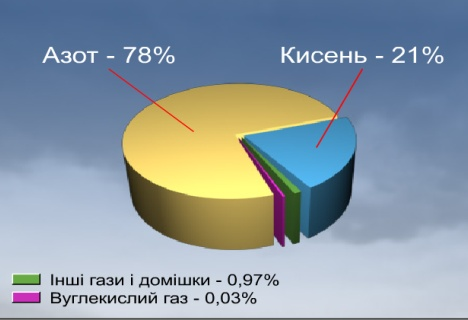 Азот - 78%
Кисень - 21%
Інші гази і домішки - 0,97%
Вуглекислий газ - 0,03%